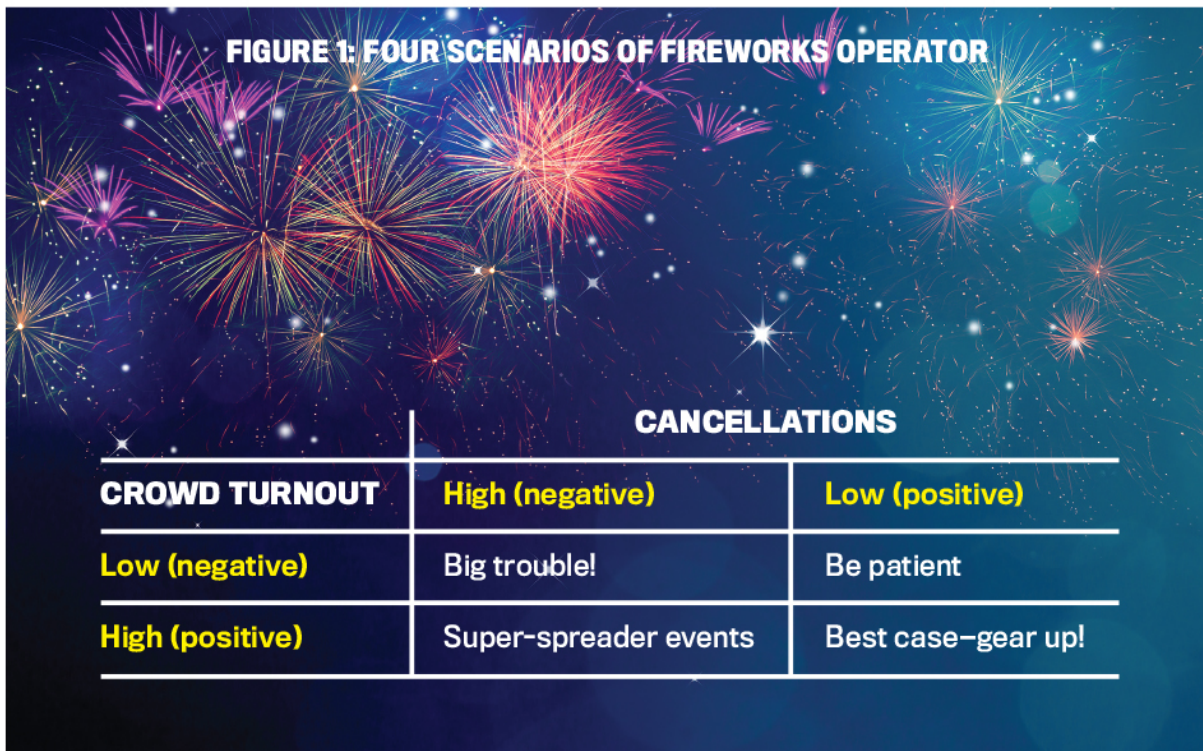 FIGURE 1: FOUR SCENARIOS OF FIREWORKS OPERATOR
CANCELLATIONS
CROWD TURNOUT High (negative) Low (positive)
Low (negative) Big trouble! Be patient
High (positive) Super-spreader events Best case–gear up!